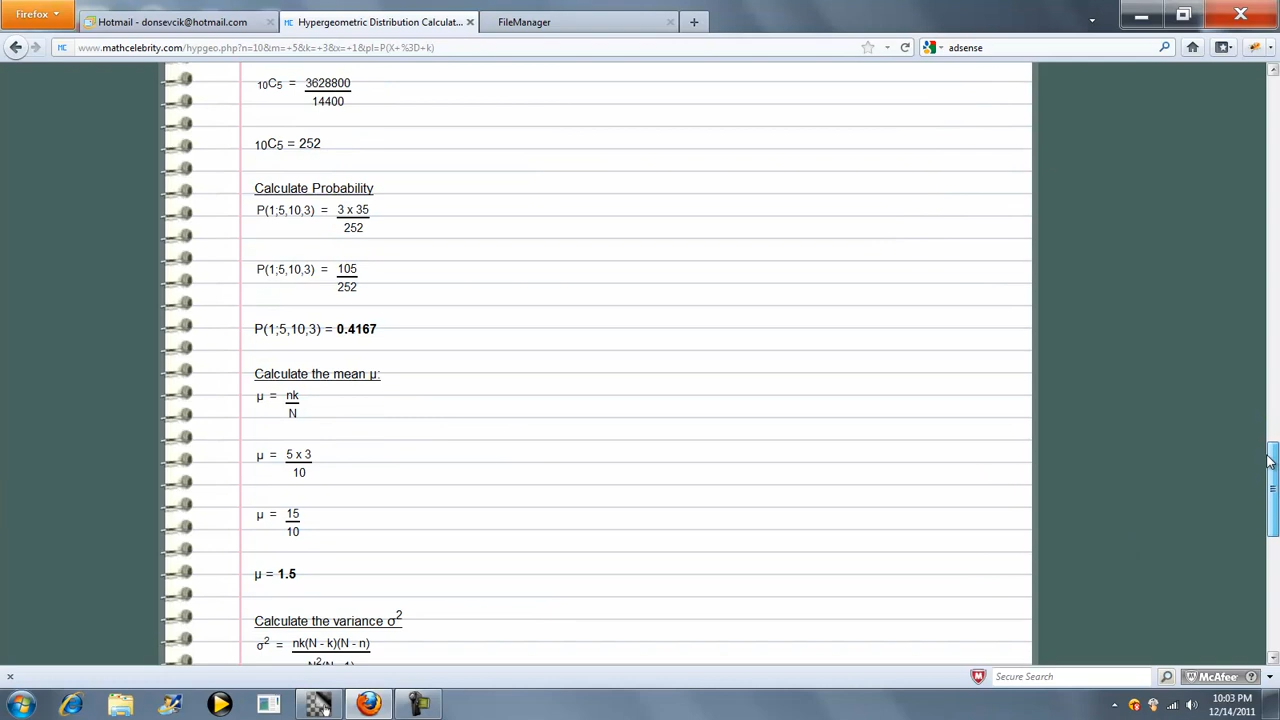 Firefox
Hotmail - donsevcik@hotmail.com
Hypergeometric Distribution Calculat...
FileManager
www.mathcelebrity.com/hypgeo.php?n=10&m=+5&k=+3&x=+1&pl=P(X+%3D+k)
adsense
10C5 = 3628800
14400
10C5 = 252
Calculate Probability
P(1;5,10,3) = 3 x 35
252
P(1;5,10,3) = 105
252
P(1;5,10,3) = 0.4167
Calculate the mean μ:
μ = nk
N
μ = 5 x 3
10
μ = 15
10
μ = 1.5
Calculate the variance σ2
σ2 = nk(N - k)(N - n)
N2(N - 1)
Secure Search
McAfee
10:03 PM
12/14/2011